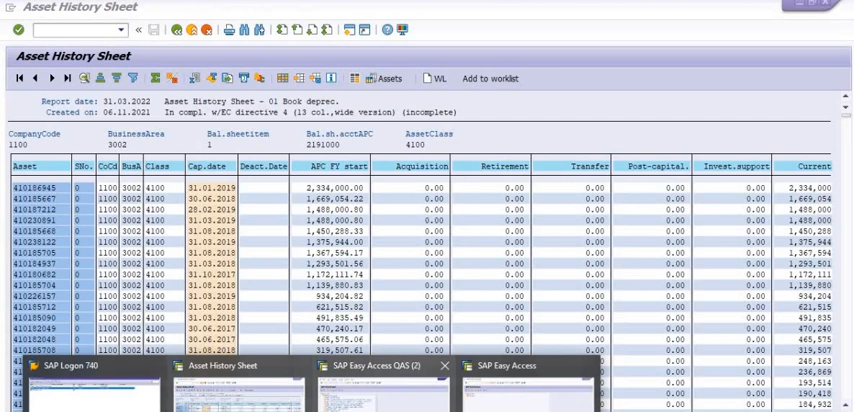 Asset History Sheet
Asset History Sheet
Assets WL Add to worklist
Report date: 31.03.2022 Asset History Sheet - 01 Book deprec.
Created on: 06.11.2021 In compl. w/EC directive 4 (13 col.,wide version) (incomplete)
CompanyCode BusinessArea Bal.sheetitem Bal.sh.acctAPC AssetClass
1100 3002 1 2191000 4100
Asset SNo. CoCd BusA Class Cap.date Deact.Date APC FY start Acquisition Retirement Transfer Post-capital. Invest.support Current
410186945 0 1100 3002 4100 31.01.2019 2,334,000.00 0.00 0.00 0.00 0.00 0.00 2,334,000
410185667 0 1100 3002 4100 30.06.2018 1,669,054.22 0.00 0.00 0.00 0.00 0.00 1,669,054
410187212 0 1100 3002 4100 28.02.2019 1,488,000.80 0.00 0.00 0.00 0.00 0.00 1,488,000
410230891 0 1100 3002 4100 31.03.2019 1,488,000.80 0.00 0.00 0.00 0.00 0.00 1,488,000
410185668 0 1100 3002 4100 31.08.2018 1,450,288.33 0.00 0.00 0.00 0.00 0.00 1,450,288
410238122 0 1100 3002 4100 31.03.2019 1,375,944.00 0.00 0.00 0.00 0.00 0.00 1,375,944
410185705 0 1100 3002 4100 31.08.2018 1,367,594.17 0.00 0.00 0.00 0.00 0.00 1,367,594
410184937 0 1100 3002 4100 31.03.2018 1,293,501.56 0.00 0.00 0.00 0.00 0.00 1,293,501
410180682 0 1100 3002 4100 31.10.2017 1,172,111.74 0.00 0.00 0.00 0.00 0.00 1,172,111
410185704 0 1100 3002 4100 31.08.2018 1,139,880.83 0.00 0.00 0.00 0.00 0.00 1,139,880
410226157 0 1100 3002 4100 31.03.2019 934,204.82 0.00 0.00 0.00 0.00 0.00 934,204
410185712 0 1100 3002 4100 31.08.2018 621,515.82 0.00 0.00 0.00 0.00 0.00 621,515
410185090 0 1100 3002 4100 31.03.2018 491,835.49 0.00 0.00 0.00 0.00 0.00 491,835
410182049 0 1100 3002 4100 30.06.2017 470,240.17 0.00 0.00 0.00 0.00 0.00 470,240
410182048 0 1100 3002 4100 30.06.2017 465,575.06 0.00 0.00 0.00 0.00 0.00 465,575
410185708 0 1100 3002 4100 31.08.2018 319,507.61 0.00 0.00 0.00 0.00 0.00 319,507
41 0.00 248,163
SAP Logon 740 Asset History Sheet SAP Easy Access QAS (2) SAP Easy Access
41 0.00 236,869
41 0.00 193,514
41 0.00 190,418
41 0.00 184,932